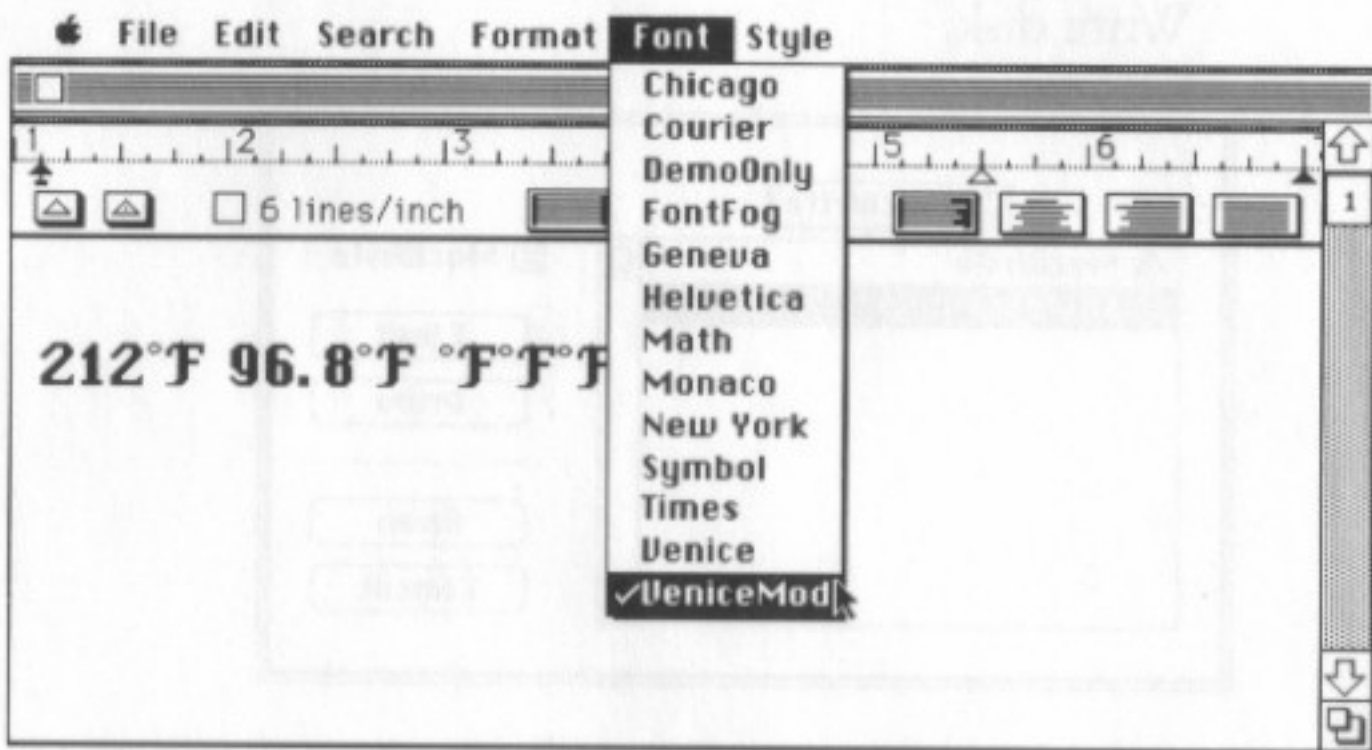 File Edit Search Format Font Style
1 2 3 5 6
6 lines/inch
1
212°F 96.8°F °F°F°F
Chicago
Courier
DemoOnly
FontFog
Geneva
Helvetica
Math
Monaco
New York
Symbol
Times
Venice
✓VeniceMod